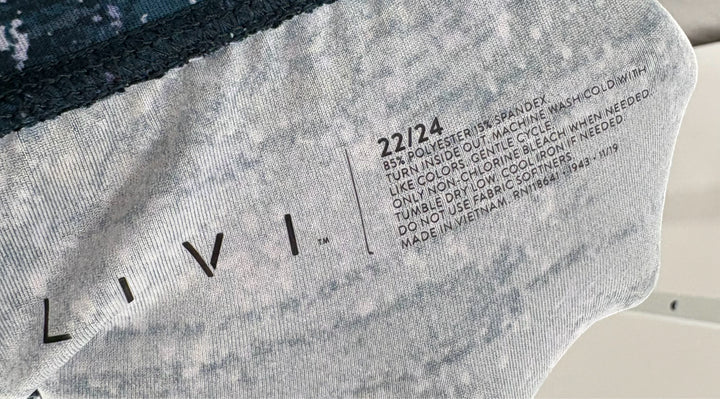 LIVI™
22/24
85% POLYESTER/15% SPANDEX
TURN INSIDE OUT. MACHINE WASH COLD WITH
LIKE COLORS. GENTLE CYCLE.
ONLY NON-CHLORINE BLEACH WHEN NEEDED.
TUMBLE DRY LOW. COOL IRON IF NEEDED.
DO NOT USE FABRIC SOFTNERS.
MADE IN VIETNAM. RN118641 • 1943 • 11/19